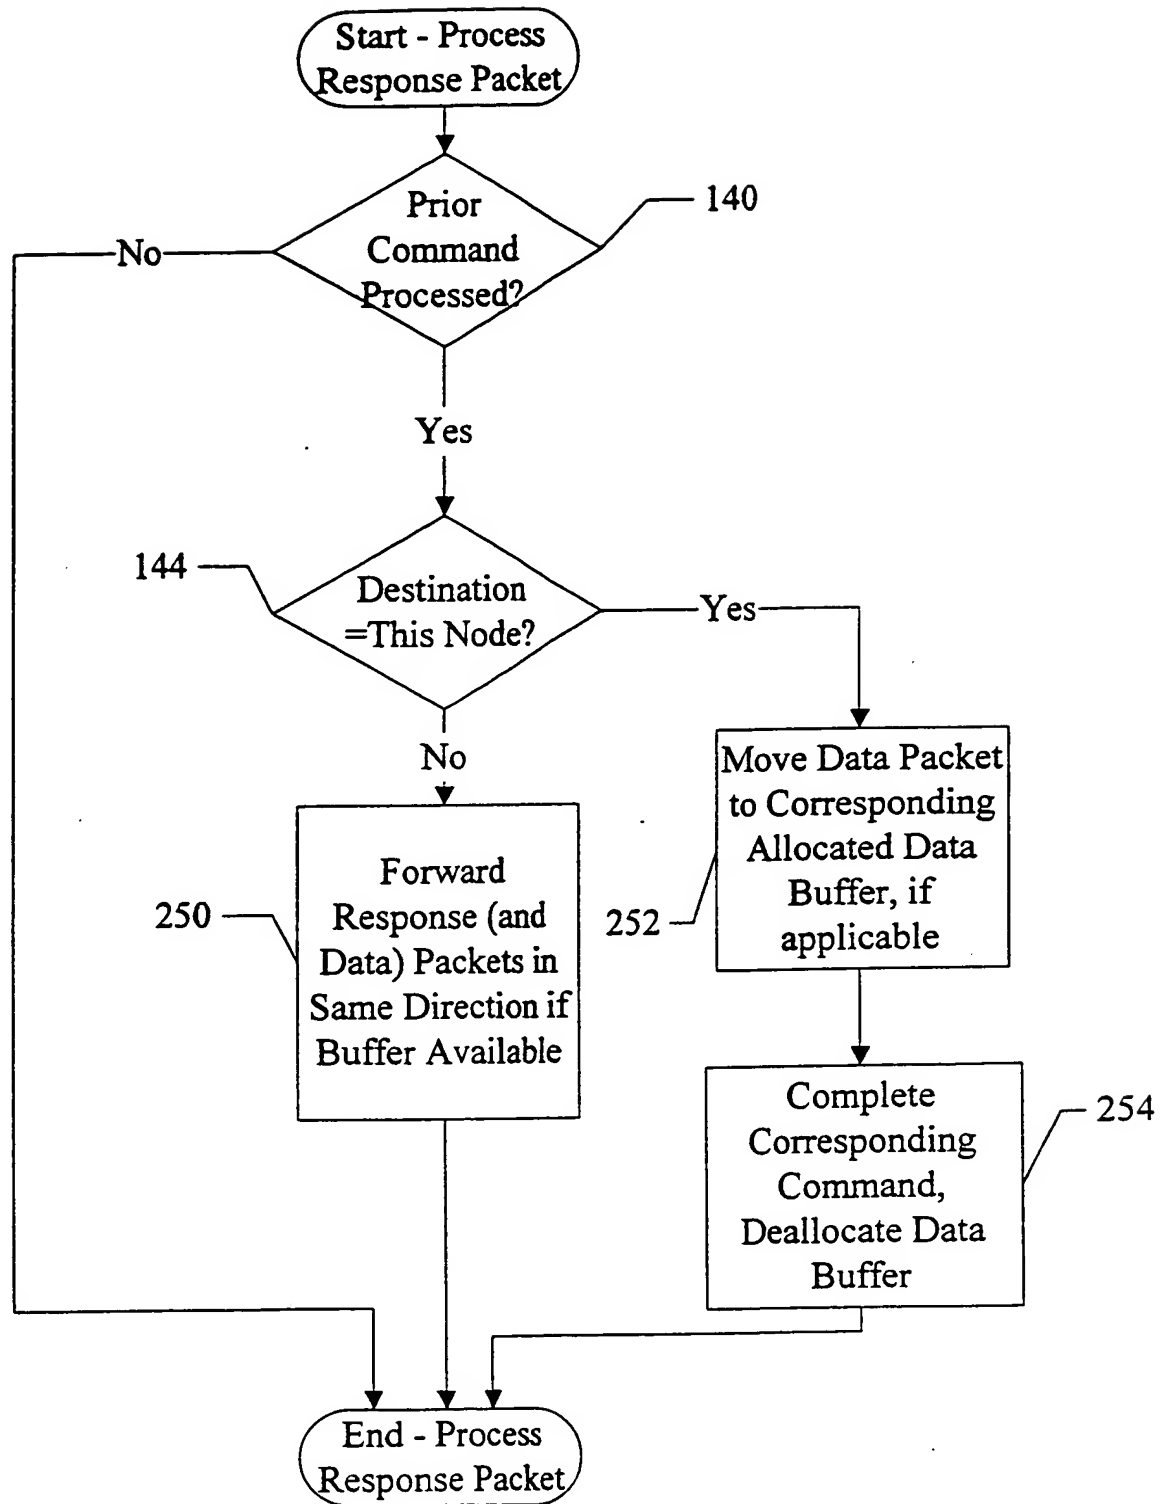 Start - Process
Response Packet
Prior
Command
Processed?
140
No
Yes
144
Destination
=This Node?
Yes
No
Move Data Packet
to Corresponding
Allocated Data
Buffer, if
applicable
252
Forward
Response (and
Data) Packets in
Same Direction if
Buffer Available
250
Complete
Corresponding
Command,
Deallocate Data
Buffer
254
End - Process
Response Packet